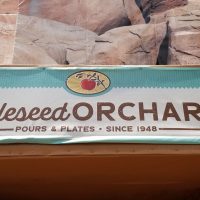 leseed ORCHAR
POURS & PLATES • SINCE 1948